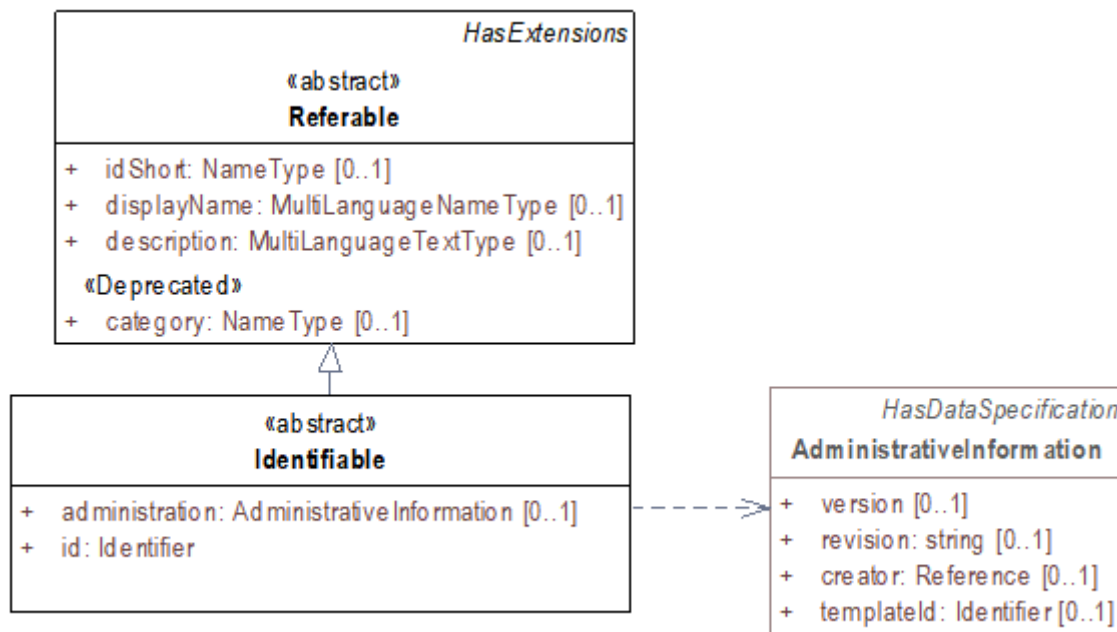 HasExtensions
«abstract»
Referable
+ idShort: NameType [0..1]
+ displayName: MultiLanguageNameType [0..1]
+ description: MultiLanguageTextType [0..1]
«Deprecated»
+ category: NameType [0..1]
«abstract»
Identifiable
+ administration: AdministrativeInformation [0..1]
+ id: Identifier
HasDataSpecification
AdministrativeInformation
+ version [0..1]
+ revision: string [0..1]
+ creator: Reference [0..1]
+ templateId: Identifier [0..1]